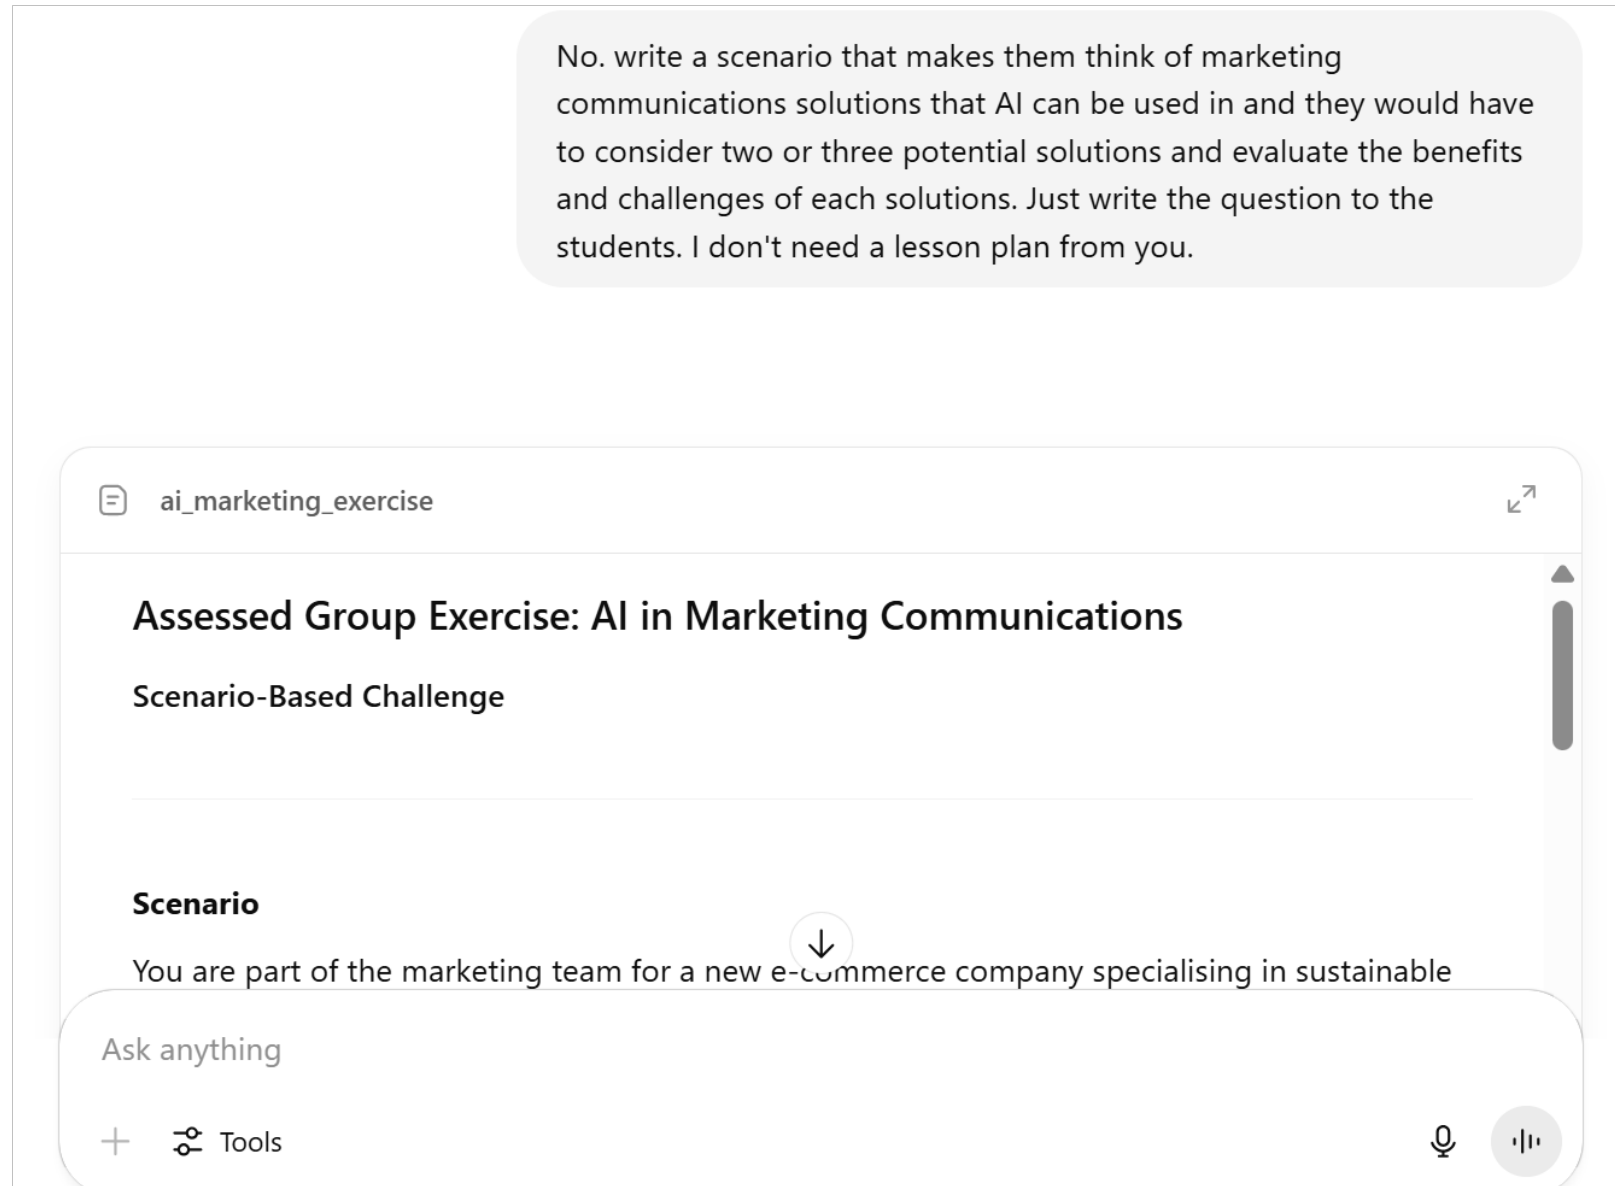 No. write a scenario that makes them think of marketing
communications solutions that AI can be used in and they would have
to consider two or three potential solutions and evaluate the benefits
and challenges of each solutions. Just write the question to the
students. I don't need a lesson plan from you.
ai_marketing_exercise
Assessed Group Exercise: AI in Marketing Communications
Scenario-Based Challenge
Scenario
You are part of the marketing team for a new e-commerce company specialising in sustainable
Ask anything
Tools